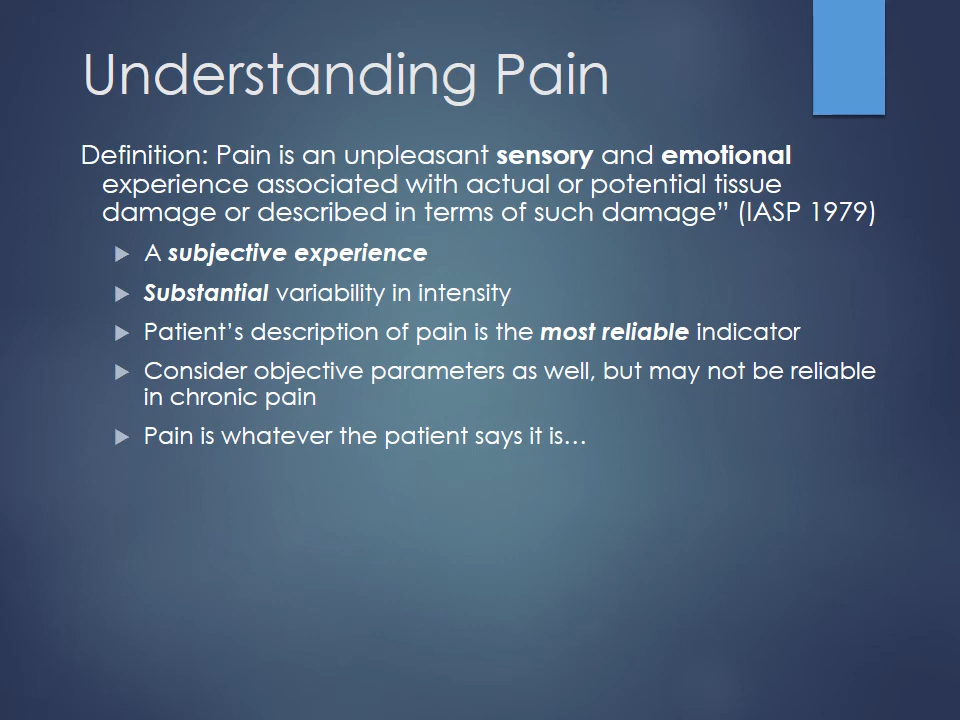 Understanding Pain
Definition: Pain is an unpleasant sensory and emotional
experience associated with actual or potential tissue
damage or described in terms of such damage” (IASP 1979)
A subjective experience
Substantial variability in intensity
Patient’s description of pain is the most reliable indicator
Consider objective parameters as well, but may not be reliable
in chronic pain
Pain is whatever the patient says it is…